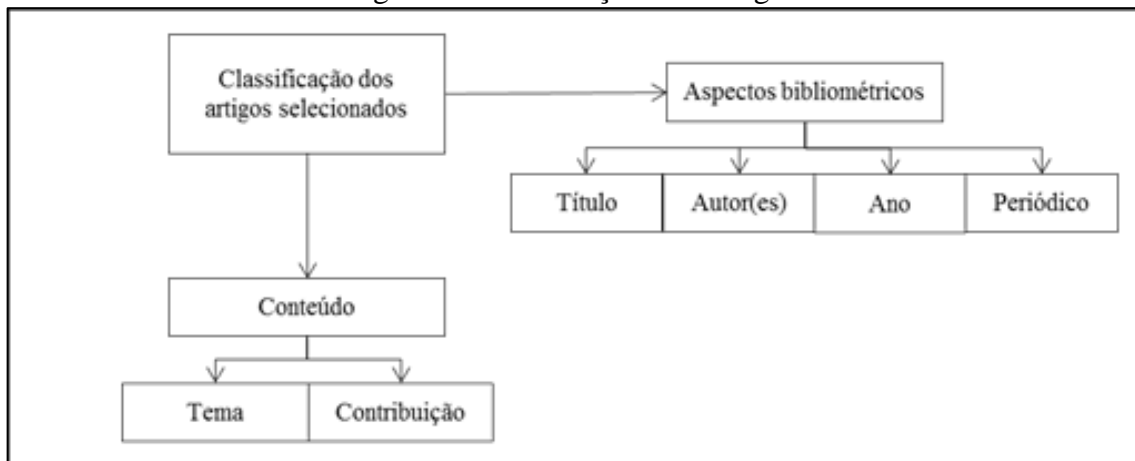 Classificação dos
artigos selecionados
Aspectos bibliométricos
Título
Autor(es)
Ano
Periódico
Conteúdo
Tema
Contribuição